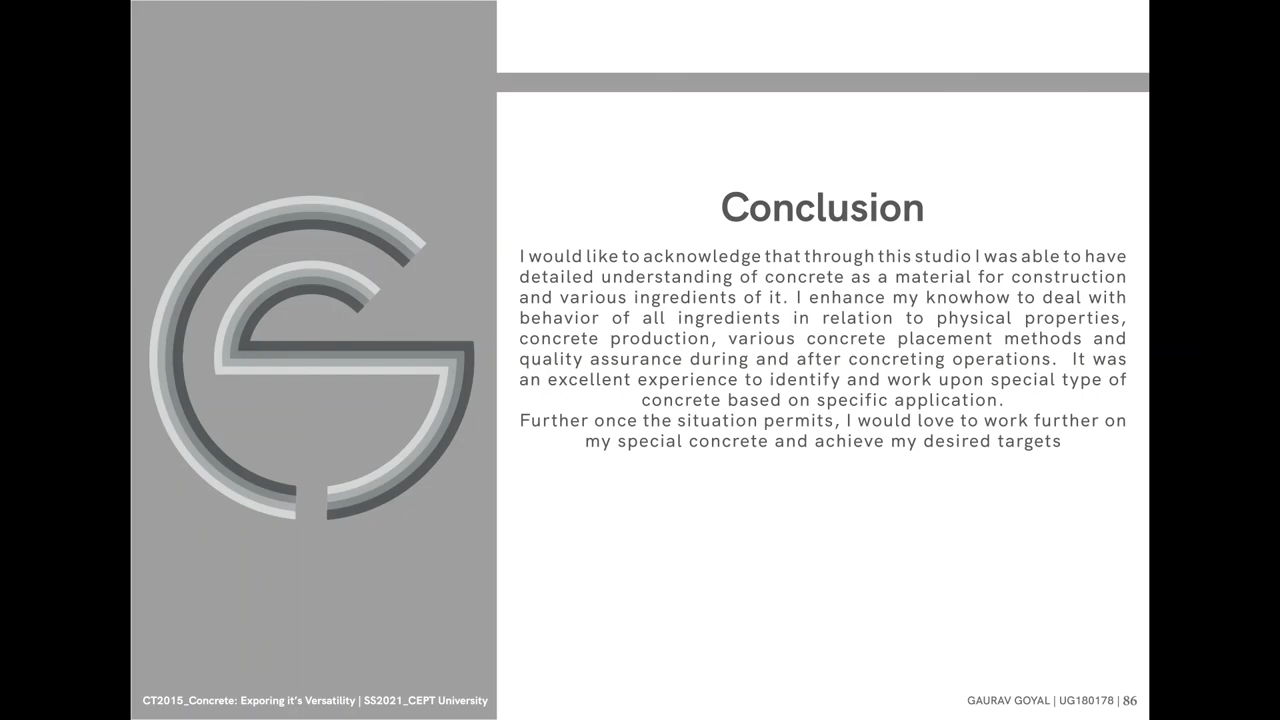 Conclusion
I would like to acknowledge that through this studio I was able to have
detailed understanding of concrete as a material for construction
and various ingredients of it. I enhance my knowhow to deal with
behavior of all ingredients in relation to physical properties,
concrete production, various concrete placement methods and
quality assurance during and after concreting operations. It was
an excellent experience to identify and work upon special type of
concrete based on specific application.
Further once the situation permits, I would love to work further on
my special concrete and achieve my desired targets
CT2015_Concrete: Exporing it's Versatility | SS2021_CEPT University
GAURAV GOYAL | UG180178 | 86